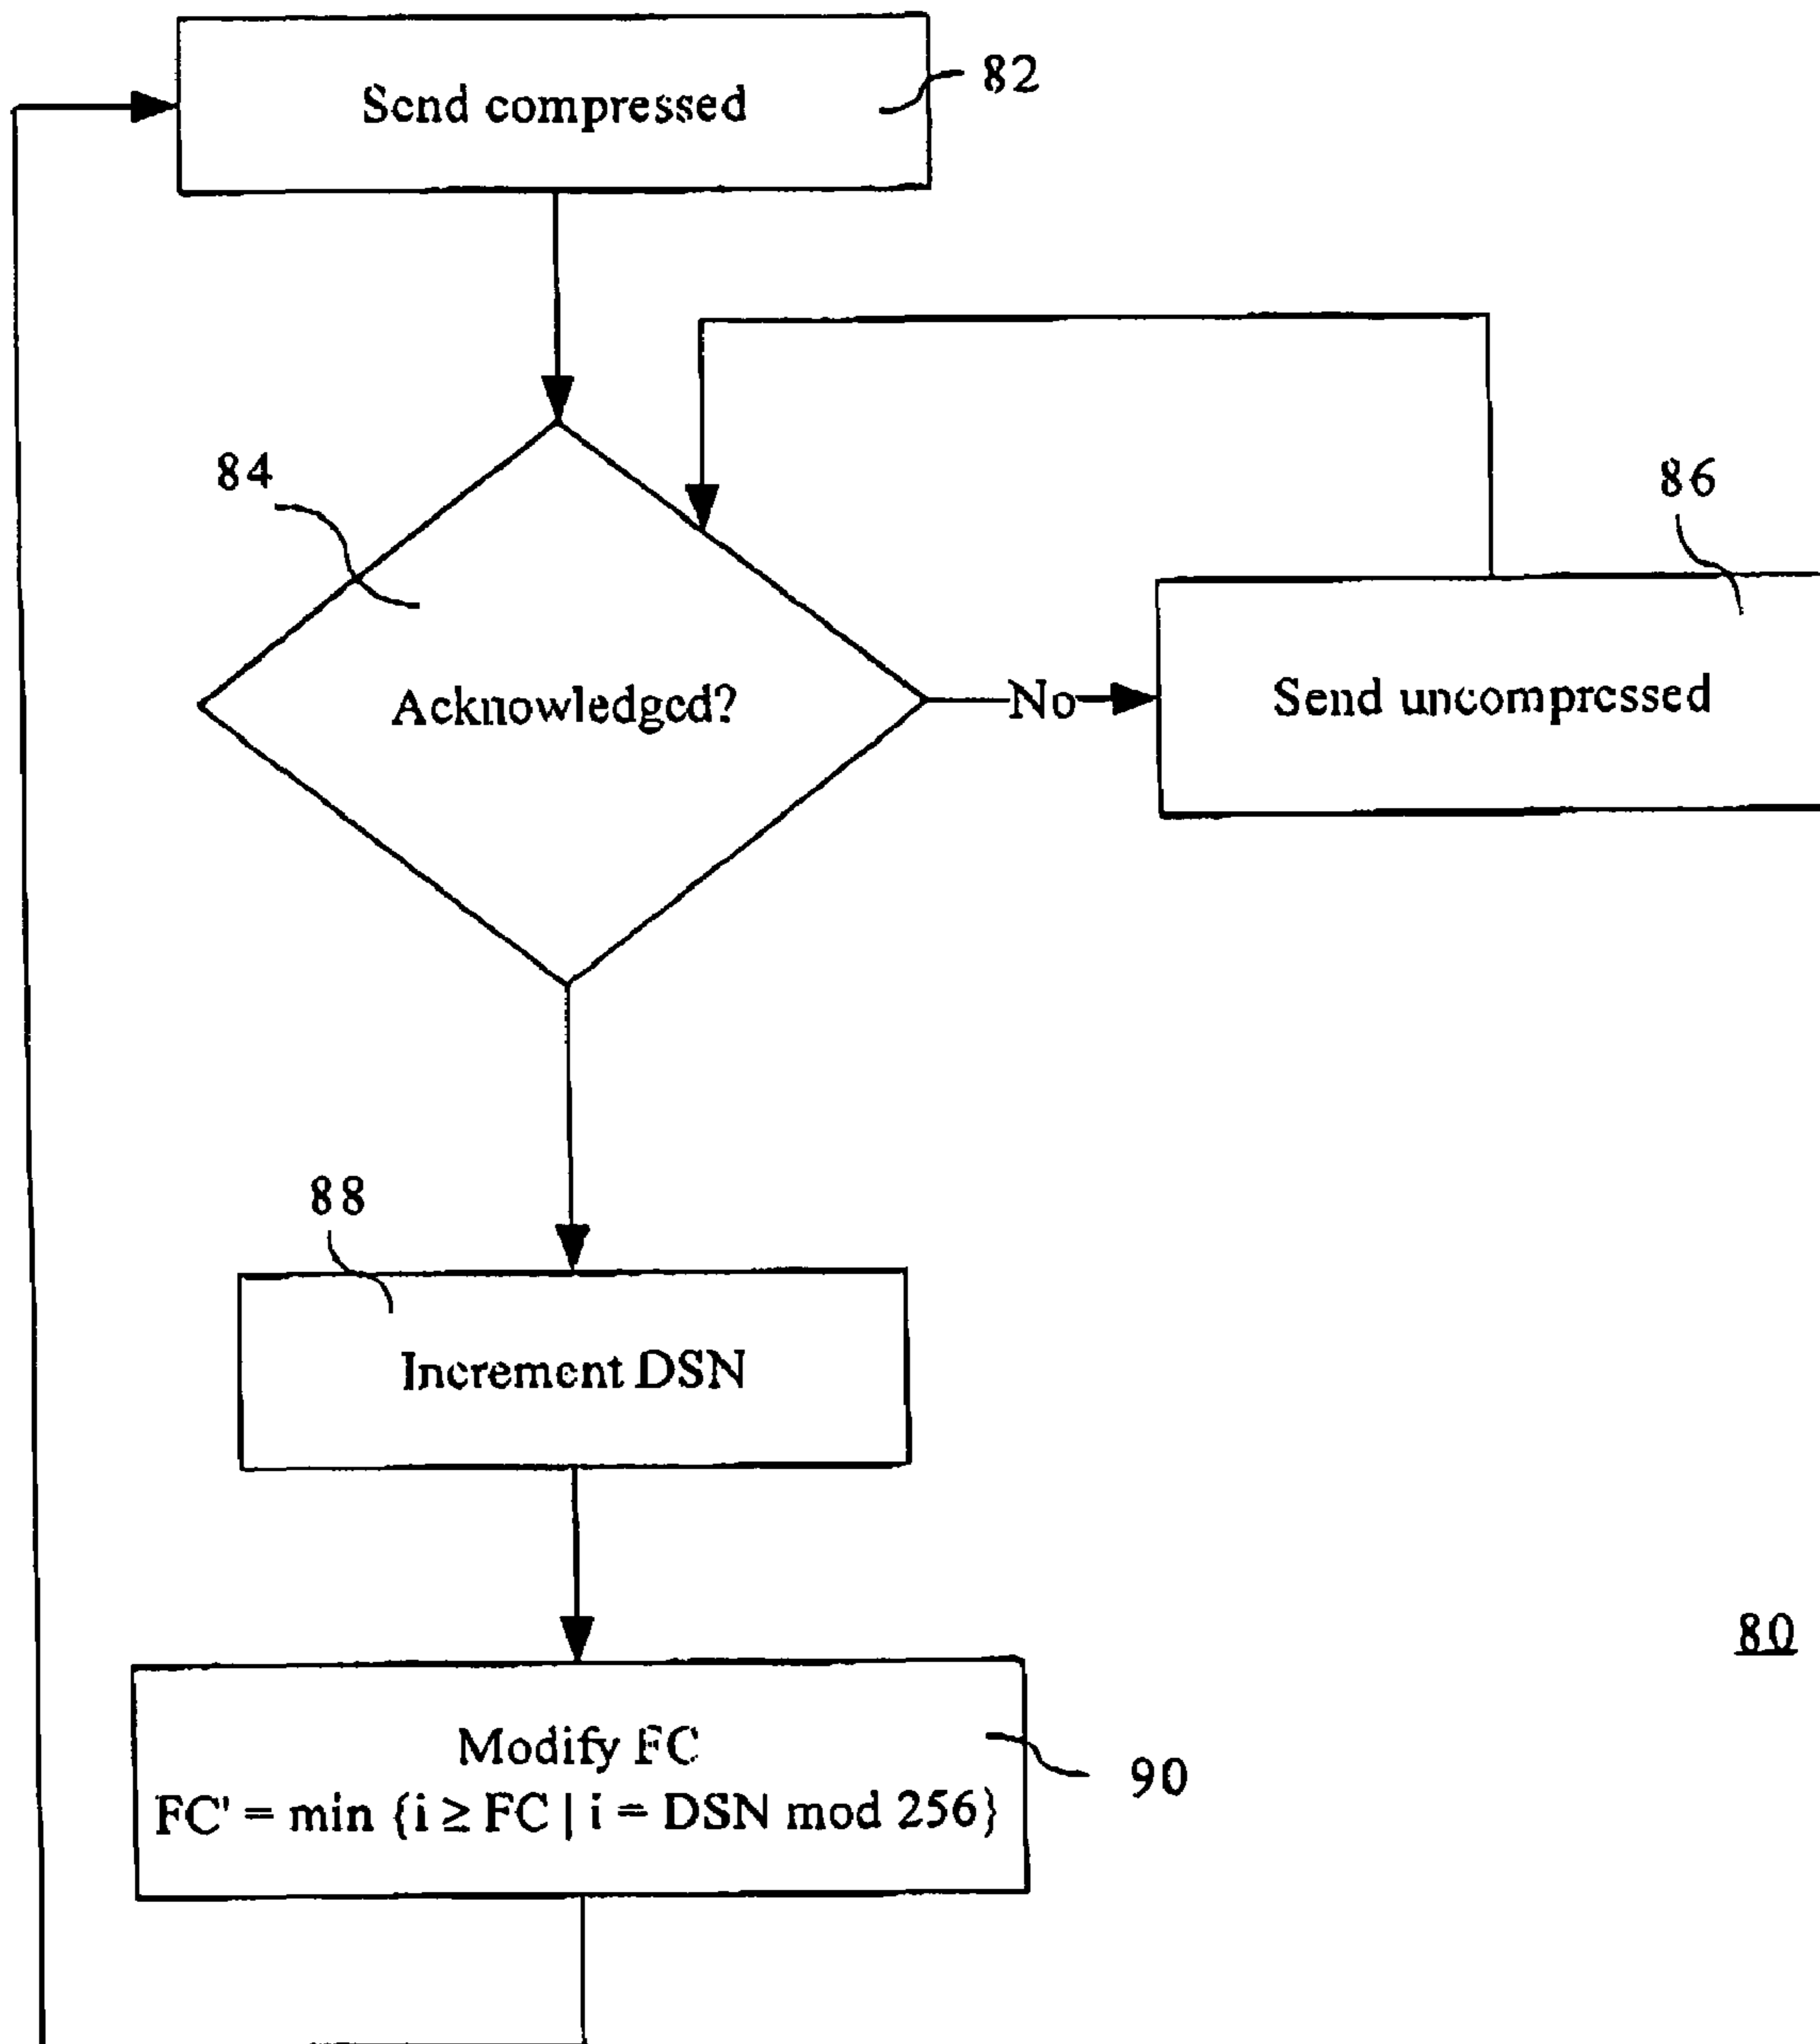 Send compressed
82
84
86
Acknowledged?
No
Send uncompressed
88
Increment DSN
80
Modify FC
FC' = min {i ≥ FC | i = DSN mod 256}
90